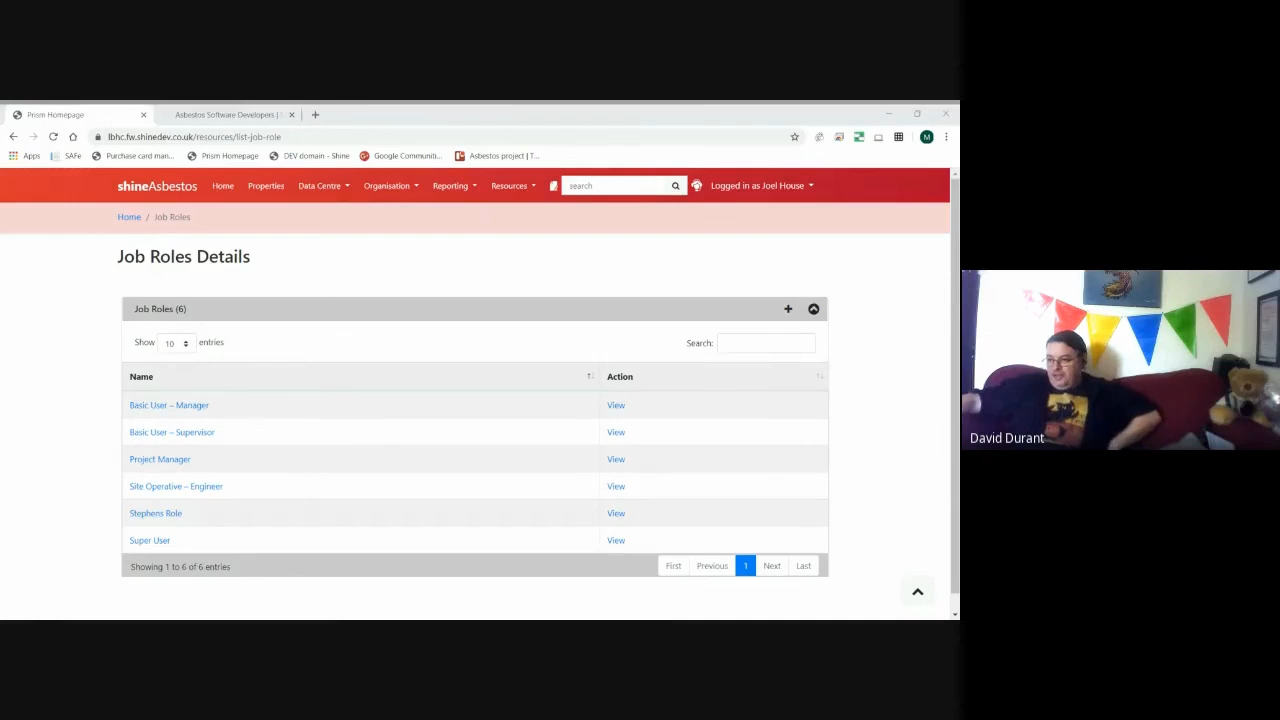 Prism Homepage
Asbestos Software Developers |
lbhc.fw.shinedev.co.uk/resources/list-job-role
M
Apps SAFe Purchase card man... Prism Homepage DEV domain - Shine Google Communiti... Asbestos project | T...
shineAsbestos Home Properties Data Centre Organisation Reporting Resources search Logged in as Joel House
Home / Job Roles
Job Roles Details
Job Roles (6)
Show 10 entries Search:
Name Action
Basic User – Manager View
Basic User – Supervisor View
Project Manager View
Site Operative – Engineer View
Stephens Role View
Super User View
Showing 1 to 6 of 6 entries First Previous 1 Next Last
David Durant